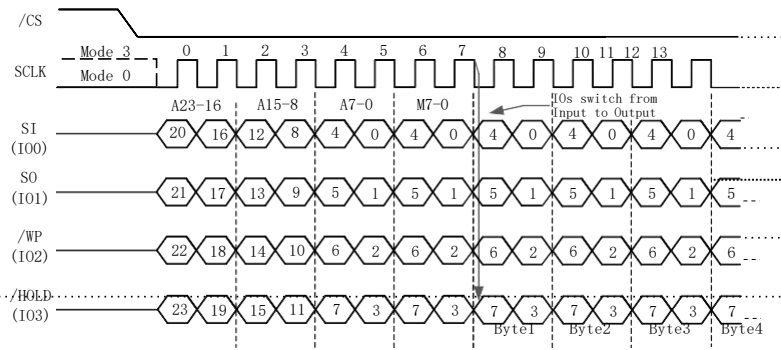 /CS
Mode 3 0 1 2 3 4 5 6 7 8 9 10 11 12 13
SCLK
Mode 0
A23-16 A15-8 A7-0 M7-0 IOs switch from
Input to Output
SI
(IO0)
20 16 12 8 4 0 4 0 4 0 4 0 4 0 4
SO
(IO1)
21 17 13 9 5 1 5 1 5 1 5 1 5 1 5
/WP
(IO2)
22 18 14 10 6 2 6 2 6 2 6 2 6 2 6
/HOLD
(IO3)
23 19 15 11 7 3 7 3 7 3 7 3 7 3 7
Byte1 Byte2 Byte3 Byte4